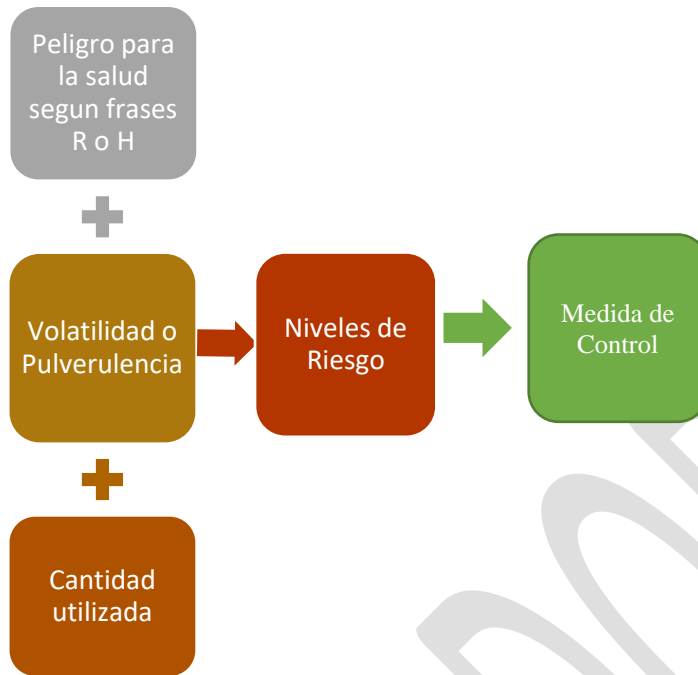 Peligro para
la salud
segun frases
R o H
Volatilidad o
Pulverulencia
Niveles de
Riesgo
Medida de
Control
Cantidad
utilizada